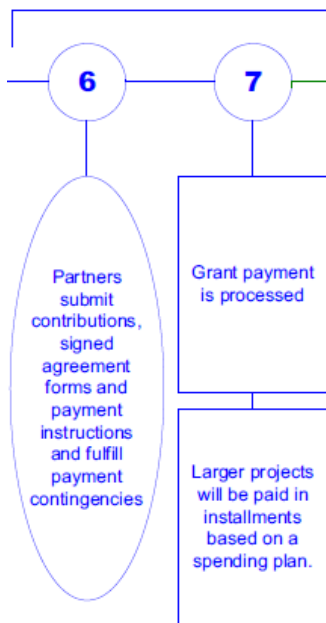 6
7
Partners
submit
contributions,
signed
agreement
forms and
payment
instructions
and fulfill
payment
contingencies
Grant payment
is processed
Larger projects
will be paid in
installments
based on a
spending plan.